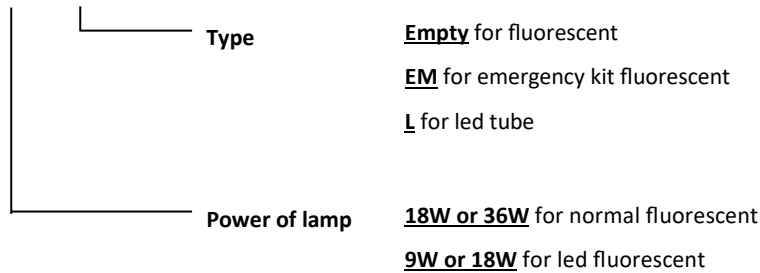 Type Empty for fluorescent
EM for emergency kit fluorescent
L for led tube
Power of lamp 18W or 36W for normal fluorescent
9W or 18W for led fluorescent